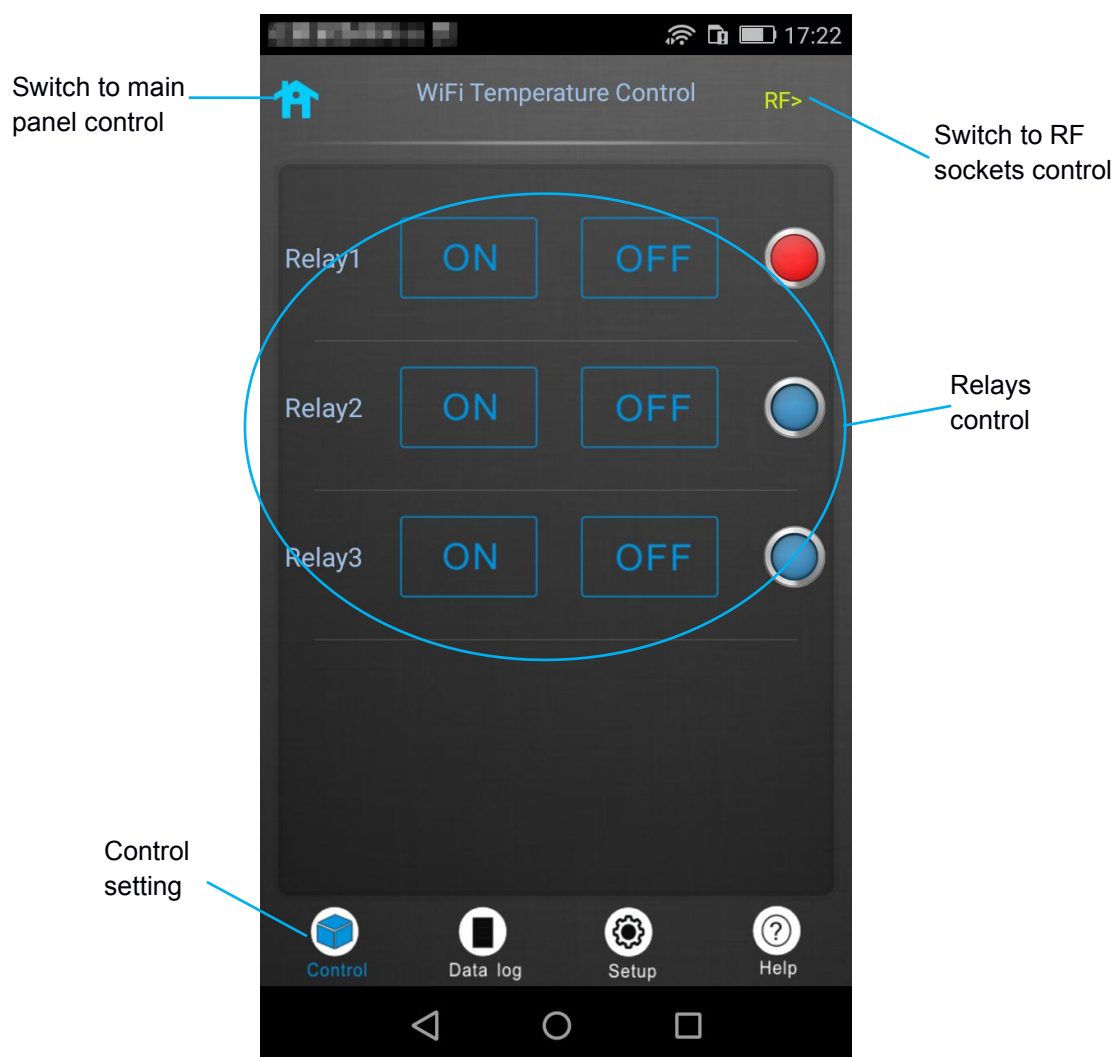 17:22
Switch to main
panel control
WiFi Temperature Control
RF>
Switch to RF
sockets control
Relay1
ON
OFF
Relay2
ON
OFF
Relays
control
Relay3
ON
OFF
Control
setting
?
Control
Data log
Setup
Help